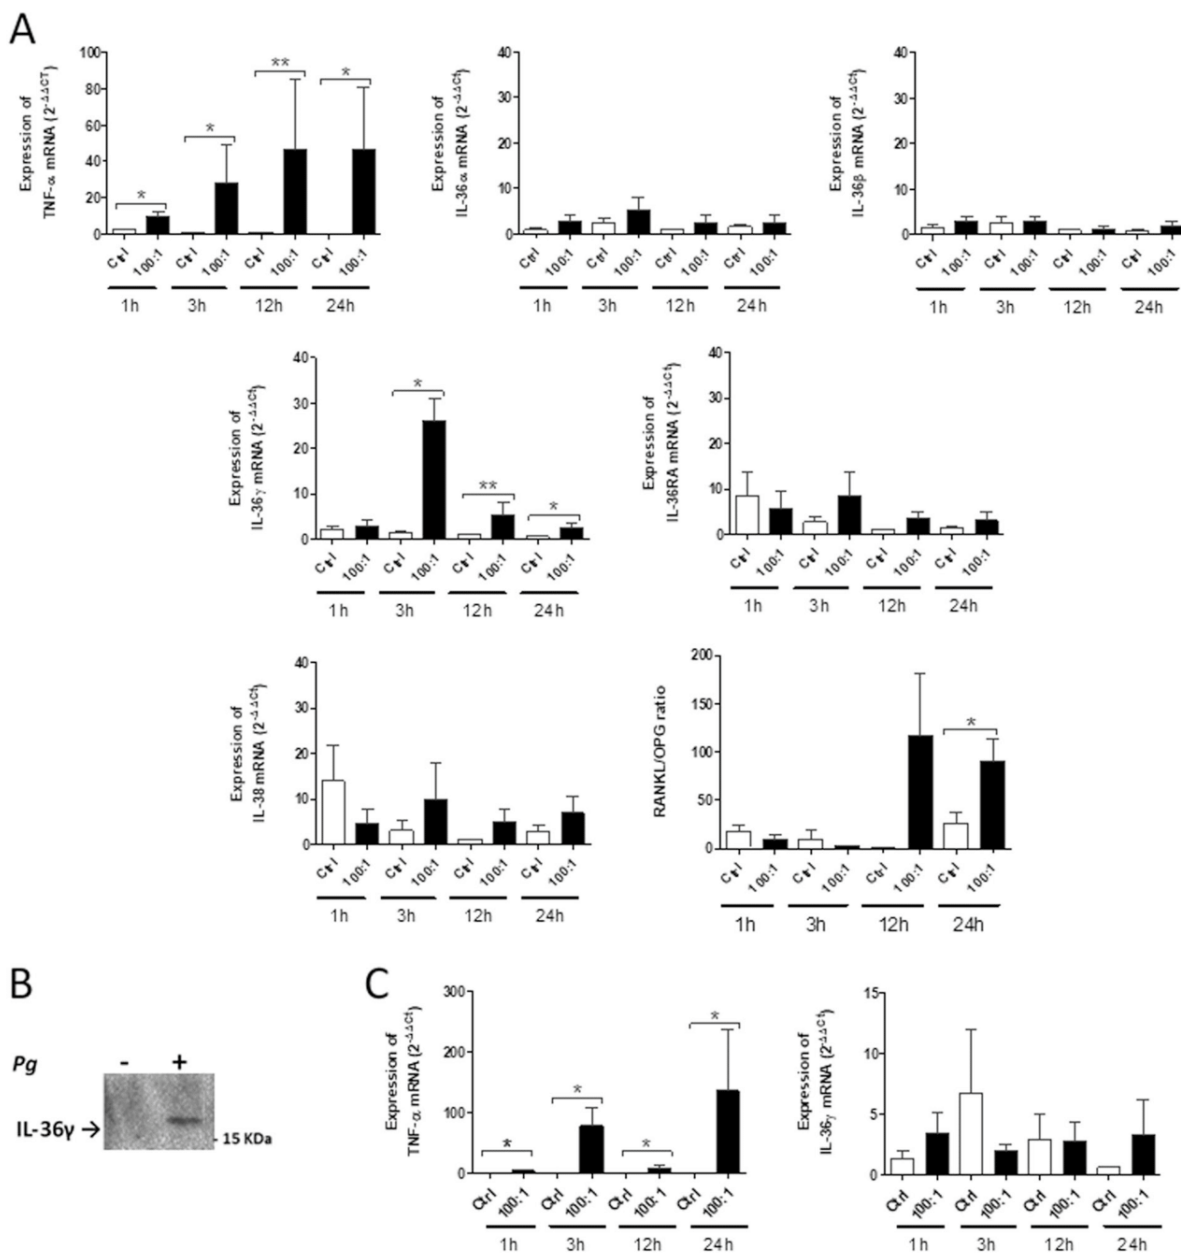 A
Expression of
TNF-α mRNA (2^-ΔΔCT)
100
80
60
40
20
0
* * ** *
Ctrl 100:1 Ctrl 100:1 Ctrl 100:1 Ctrl 100:1
1h 3h 12h 24h
Expression of
IL-36α mRNA (2^-ΔΔCt)
40
30
20
10
0
Ctrl 100:1 Ctrl 100:1 Ctrl 100:1 Ctrl 100:1
1h 3h 12h 24h
Expression of
IL-36β mRNA (2^-ΔΔCt)
40
30
20
10
0
Ctrl 100:1 Ctrl 100:1 Ctrl 100:1 Ctrl 100:1
1h 3h 12h 24h
Expression of
IL-36γ mRNA (2^-ΔΔCt)
40
30
20
10
0
* ** *
Ctrl 100:1 Ctrl 100:1 Ctrl 100:1 Ctrl 100:1
1h 3h 12h 24h
Expression of
IL-36RA mRNA (2^-ΔΔCt)
40
30
20
10
0
Ctrl 100:1 Ctrl 100:1 Ctrl 100:1 Ctrl 100:1
1h 3h 12h 24h
Expression of
IL-38 mRNA (2^-ΔΔCt)
40
30
20
10
0
Ctrl 100:1 Ctrl 100:1 Ctrl 100:1 Ctrl 100:1
1h 3h 12h 24h
RANKL/OPG ratio
200
150
100
50
0
*
Ctrl 100:1 Ctrl 100:1 Ctrl 100:1 Ctrl 100:1
1h 3h 12h 24h
B
Pg - +
IL-36γ →
- 15 KDa
C
Expression of
TNF-α mRNA (2^-ΔΔCt)
300
200
100
0
* * * *
Ctrl 100:1 Ctrl 100:1 Ctrl 100:1 Ctrl 100:1
1h 3h 12h 24h
Expression of
IL-36γ mRNA (2^-ΔΔCt)
15
10
5
0
Ctrl 100:1 Ctrl 100:1 Ctrl 100:1 Ctrl 100:1
1h 3h 12h 24h